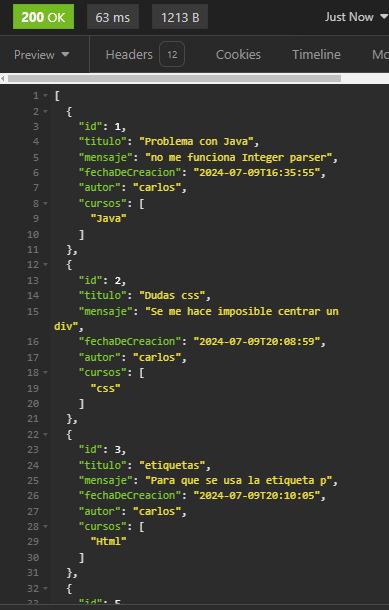 200 OK 63 ms 1213 B Just Now
Preview Headers 12 Cookies Timeline Mo
1 [
2 {
3 "id": 1,
4 "titulo": "Problema con Java",
5 "mensaje": "no me funciona Integer parser",
6 "fechaDeCreacion": "2024-07-09T16:35:55",
7 "autor": "carlos",
8 "cursos": [
9 "Java"
10 ]
11 },
12 {
13 "id": 2,
14 "titulo": "Dudas css",
15 "mensaje": "Se me hace imposible centrar un
div",
16 "fechaDeCreacion": "2024-07-09T20:08:59",
17 "autor": "carlos",
18 "cursos": [
19 "css"
20 ]
21 },
22 {
23 "id": 3,
24 "titulo": "etiquetas",
25 "mensaje": "Para que se usa la etiqueta p",
26 "fechaDeCreacion": "2024-07-09T20:10:05",
27 "autor": "carlos",
28 "cursos": [
29 "Html"
30 ]
31 },
32 {
33 "id": 5,